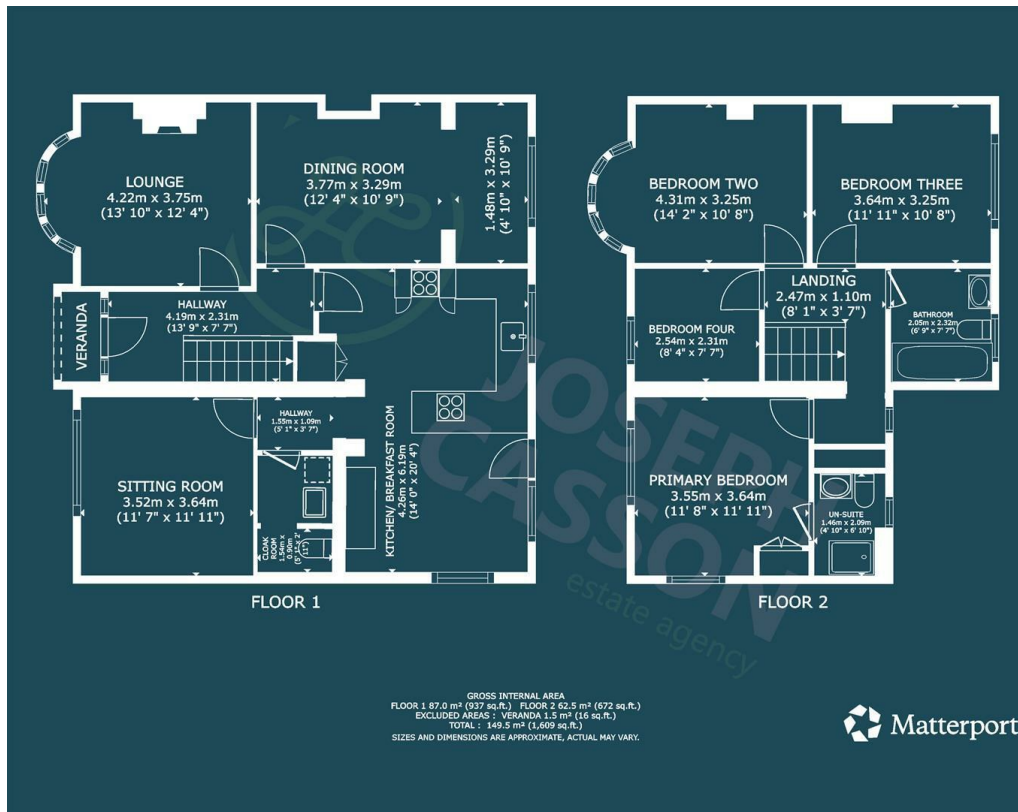 LOUNGE
4.22m x 3.75m
(13' 10" x 12' 4")
DINING ROOM
3.77m x 3.29m
(12' 4" x 10' 9")
1.48m x 3.29m
(4' 10" x 10' 9")
HALLWAY
4.19m x 2.31m
(13' 9" x 7' 7")
VERANDA
HALLWAY
1.55m x 1.09m
(5' 1" x 3' 7")
SITTING ROOM
3.52m x 3.64m
(11' 7" x 11' 11")
CLOAK
ROOM
1.54m x
0.90m
(5' 1" x 2'
11")
KITCHEN/ BREAKFAST ROOM
4.26m x 6.19m
(14' 0" x 20' 4")
FLOOR 1
BEDROOM TWO
4.31m x 3.25m
(14' 2" x 10' 8")
BEDROOM THREE
3.64m x 3.25m
(11' 11" x 10' 8")
LANDING
2.47m x 1.10m
(8' 1" x 3' 7")
BEDROOM FOUR
2.54m x 2.31m
(8' 4" x 7' 7")
BATHROOM
2.05m x 2.32m
(6' 9" x 7' 7")
PRIMARY BEDROOM
3.55m x 3.64m
(11' 8" x 11' 11")
UN-SUITE
1.46m x 2.09m
(4' 10" x 6' 10")
FLOOR 2
JOSEPH
CASSON
estate agency
GROSS INTERNAL AREA
FLOOR 1 87.0 m² (937 sq.ft.) FLOOR 2 62.5 m² (672 sq.ft.)
EXCLUDED AREAS : VERANDA 1.5 m² (16 sq.ft.)
TOTAL : 149.5 m² (1,609 sq.ft.)
SIZES AND DIMENSIONS ARE APPROXIMATE, ACTUAL MAY VARY.
Matterport